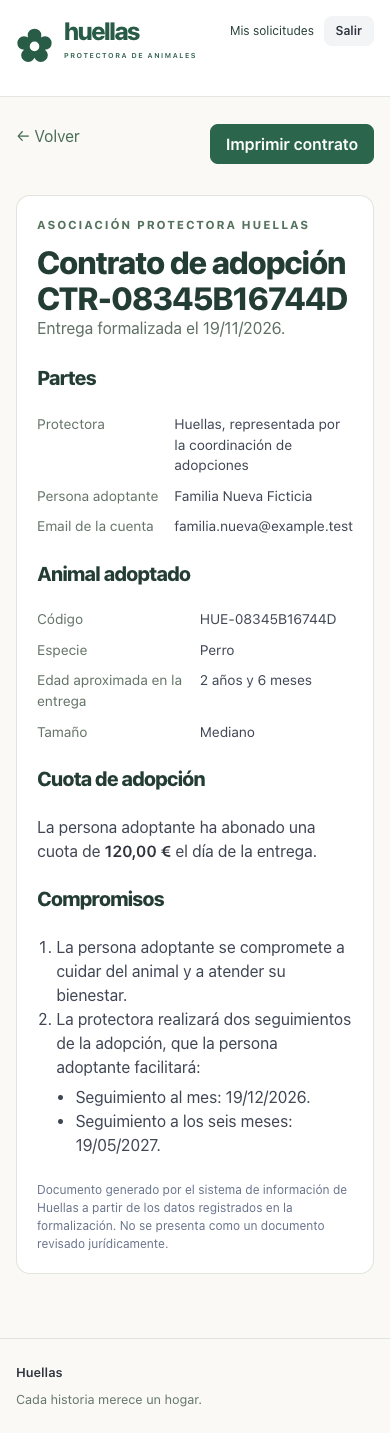 huellas
PROTECTORA DE ANIMALES
Mis solicitudes
Salir
← Volver
Imprimir contrato
ASOCIACIÓN PROTECTORA HUELLAS
Contrato de adopción
CTR-08345B16744D
Entrega formalizada el 19/11/2026.
Partes
Protectora
Huellas, representada por
la coordinación de
adopciones
Persona adoptante
Familia Nueva Ficticia
Email de la cuenta
familia.nueva@example.test
Animal adoptado
Código
HUE-08345B16744D
Especie
Perro
Edad aproximada en la
entrega
2 años y 6 meses
Tamaño
Mediano
Cuota de adopción
La persona adoptante ha abonado una
cuota de 120,00 € el día de la entrega.
Compromisos
1. La persona adoptante se compromete a
cuidar del animal y a atender su
bienestar.
2. La protectora realizará dos seguimientos
de la adopción, que la persona
adoptante facilitará:
• Seguimiento al mes: 19/12/2026.
• Seguimiento a los seis meses:
19/05/2027.
Documento generado por el sistema de información de
Huellas a partir de los datos registrados en la
formalización. No se presenta como un documento
revisado jurídicamente.
Huellas
Cada historia merece un hogar.